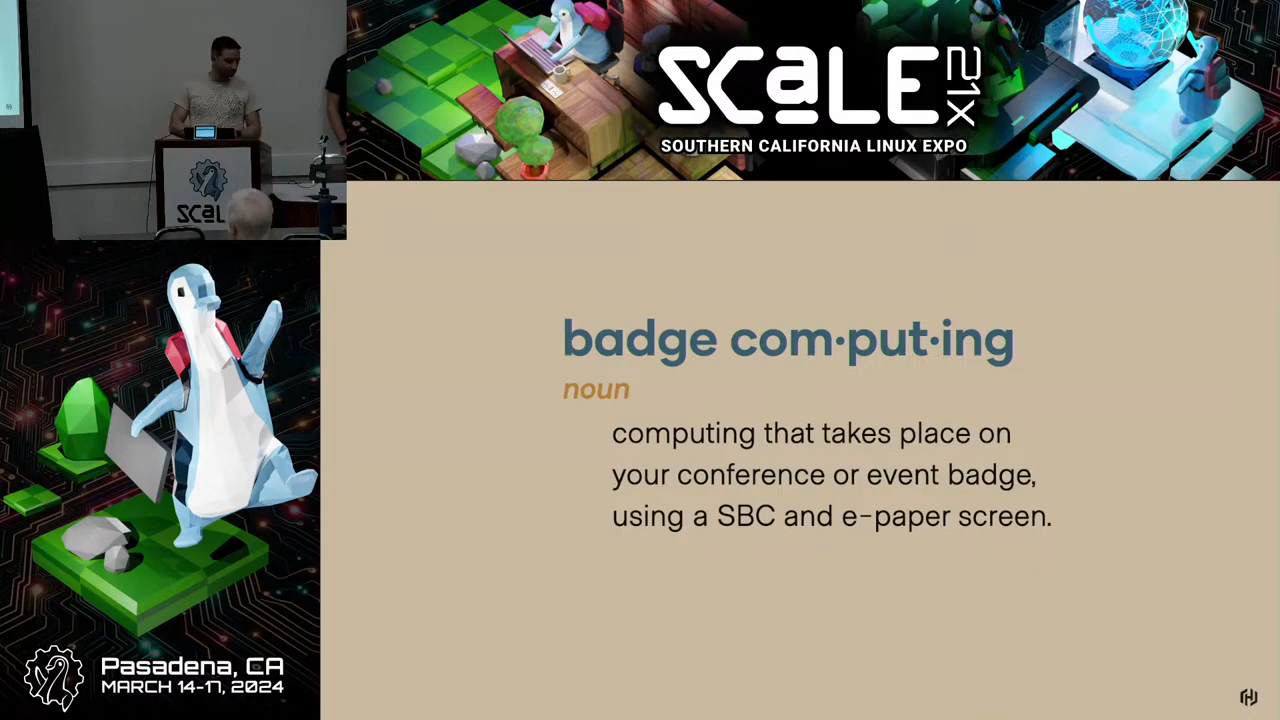 SCALE 21X
SOUTHERN CALIFORNIA LINUX EXPO
SCAL
badge com·put·ing
noun
computing that takes place on
your conference or event badge,
using a SBC and e-paper screen.
Pasadena, CA
MARCH 14-17, 2024